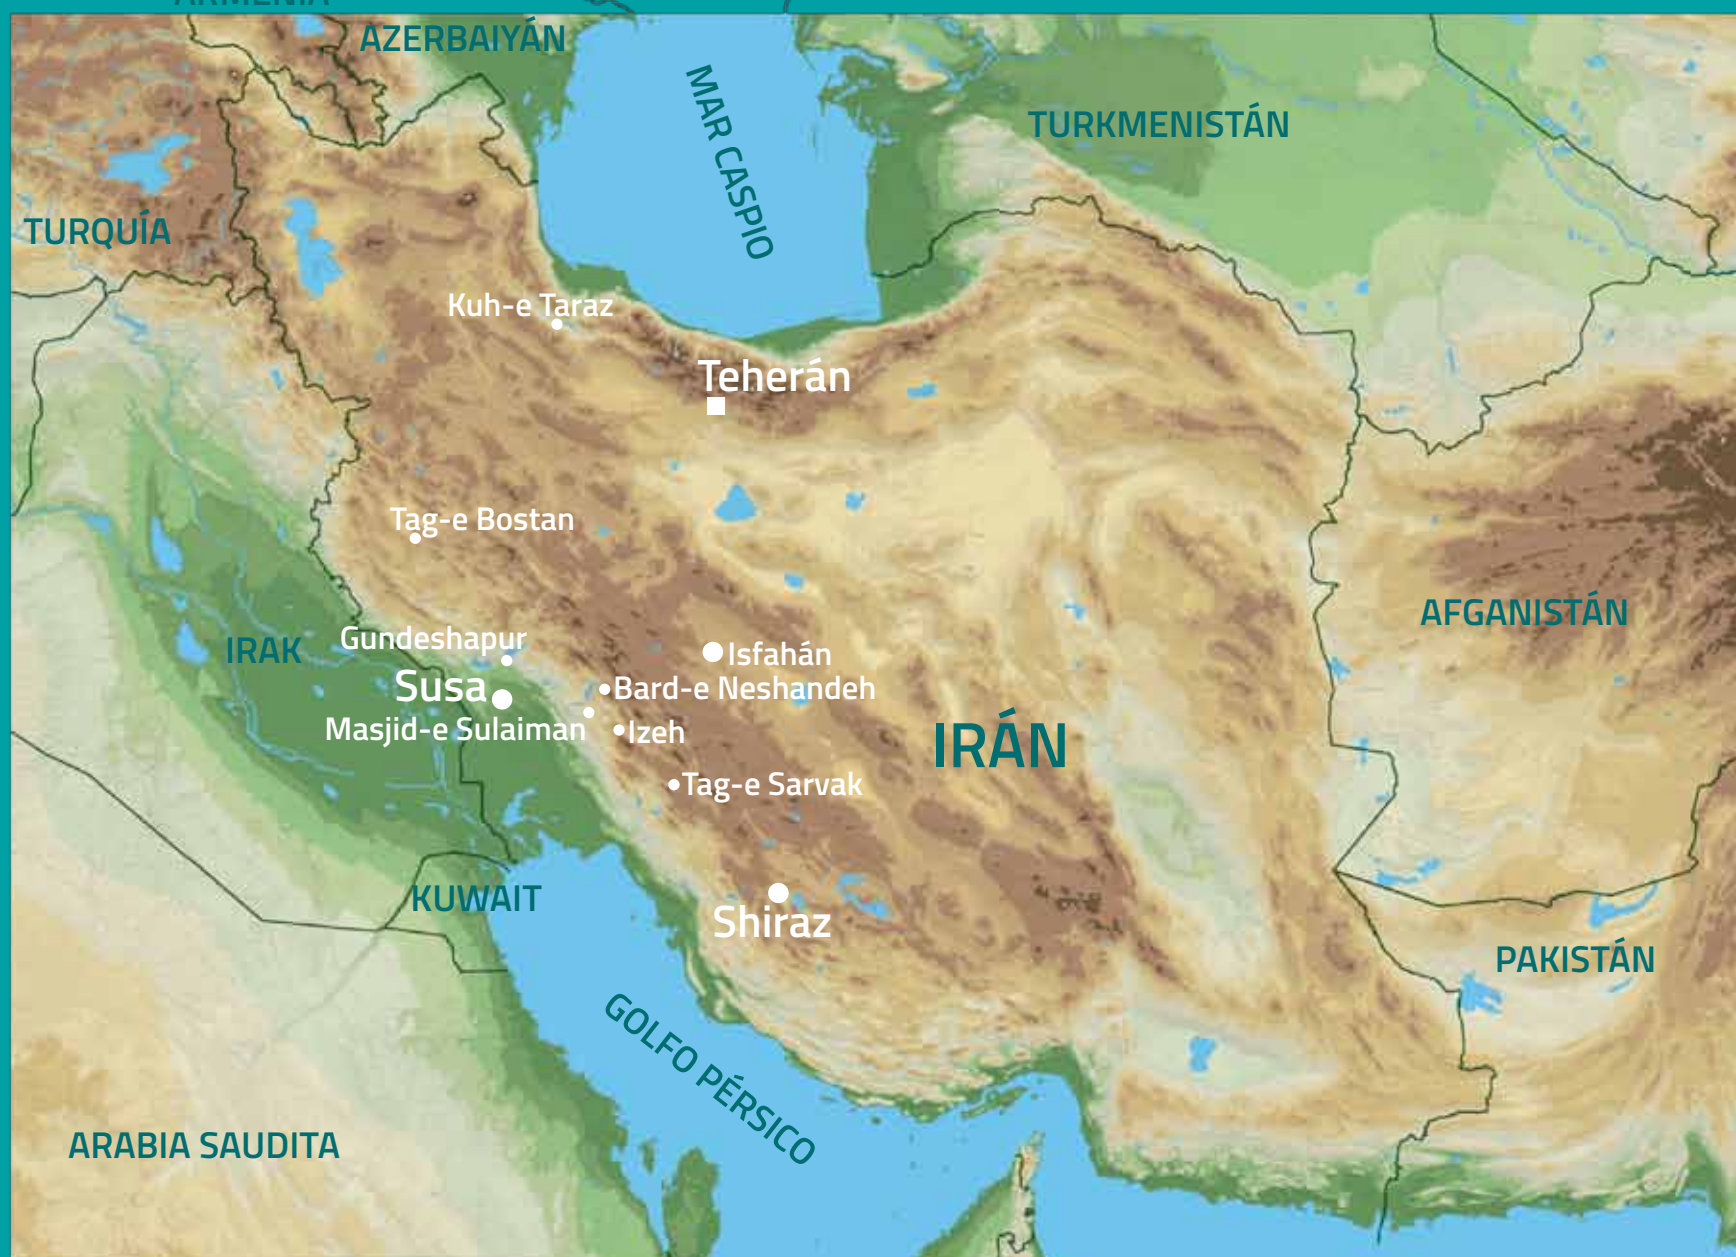 ARMENIA
AZERBAIYÁN
MAR CASPIO
TURKMENISTÁN
TURQUÍA
Kuh-e Taraz
Teherán
Tag-e Bostan
AFGANISTÁN
Gundeshapur
IRAK
Isfahán
Susa
Bard-e Neshandeh
Masjid-e Sulaiman
Izeh
IRÁN
Tag-e Sarvak
KUWAIT
Shiraz
PAKISTÁN
GOLFO PÉRSICO
ARABIA SAUDITA